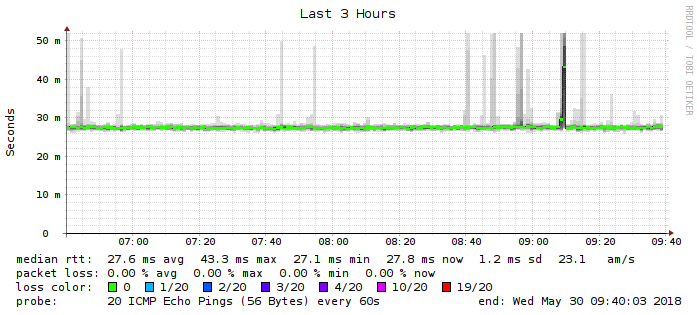 Last 3 Hours
RRDTOOL / TOBI OETIKER
Seconds
50 m
40 m
30 m
20 m
10 m
0
07:00 07:20 07:40 08:00 08:20 08:40 09:00 09:20 09:40
median rtt: 27.6 ms avg 43.3 ms max 27.1 ms min 27.8 ms now 1.2 ms sd 23.1 am/s
packet loss: 0.00 % avg 0.00 % max 0.00 % min 0.00 % now
loss color: 0 1/20 2/20 3/20 4/20 10/20 19/20
probe: 20 ICMP Echo Pings (56 Bytes) every 60s end: Wed May 30 09:40:03 2018